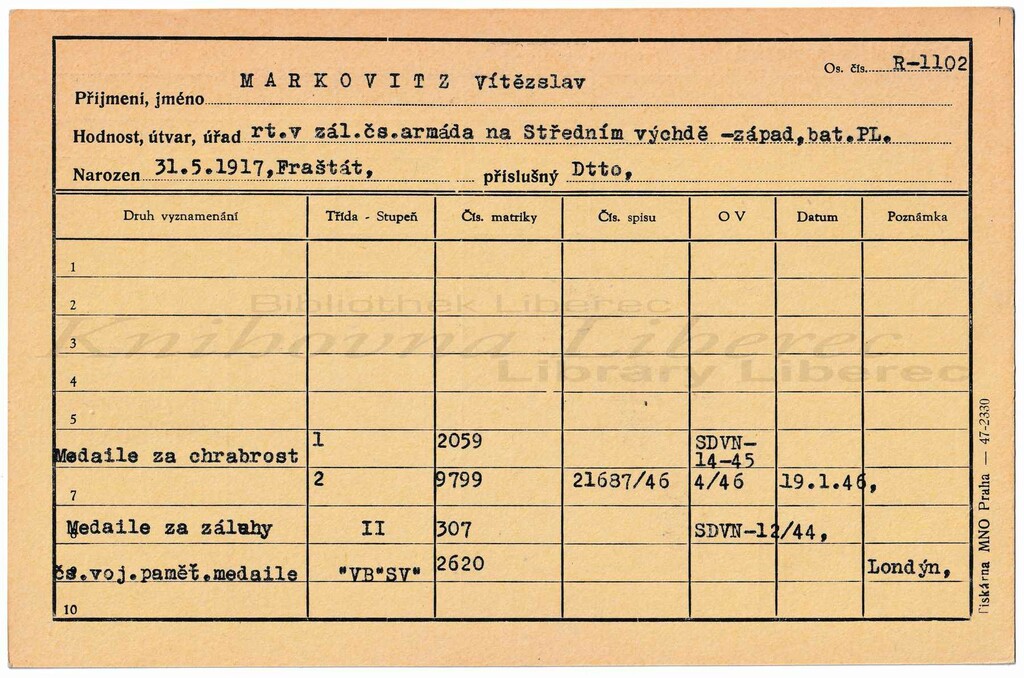 Os. čís. R-1102
Příjmení, jméno MARKOVITZ Vítězslav
Hodnost, útvar, úřad rt.v zál.čs.armáda na Středním výchdě -západ,bat.PL.
Narozen 31.5.1917,Fraštát, příslušný Dtto,
Druh vyznamenání Třída - Stupeň Čís. matriky Čís. spisu O V Datum Poznámka
1
2
3
4
5
Medaile za chrabrost 1 2059 SDVN-
14-45
7 2 9799 21687/46 4/46 19.1.46,
8 Medaile za záluhy II 307 SDVN-12/44,
čs.voj.pamět.medaile "VB"SV" 2620 Londýn,
10
Tiskárna MNO Praha — 47-2330
Bibliothek Liberec
Knihovna Liberec
Library Liberec